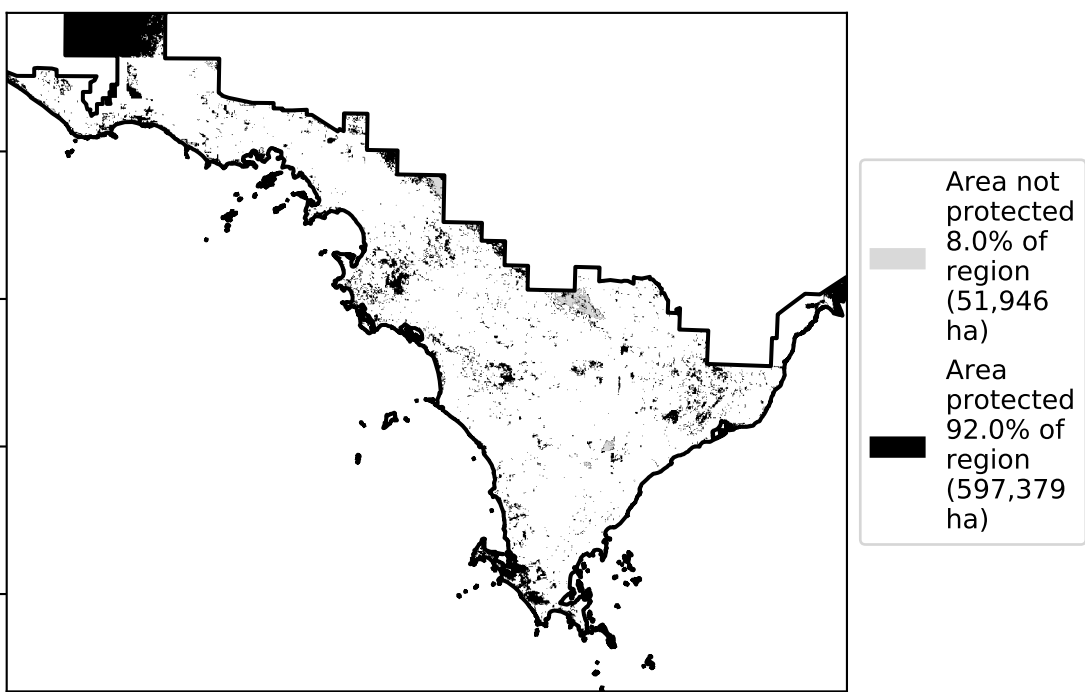 Area not
protected
8.0% of
region
(51,946
ha)
Area
protected
92.0% of
region
(597,379
ha)